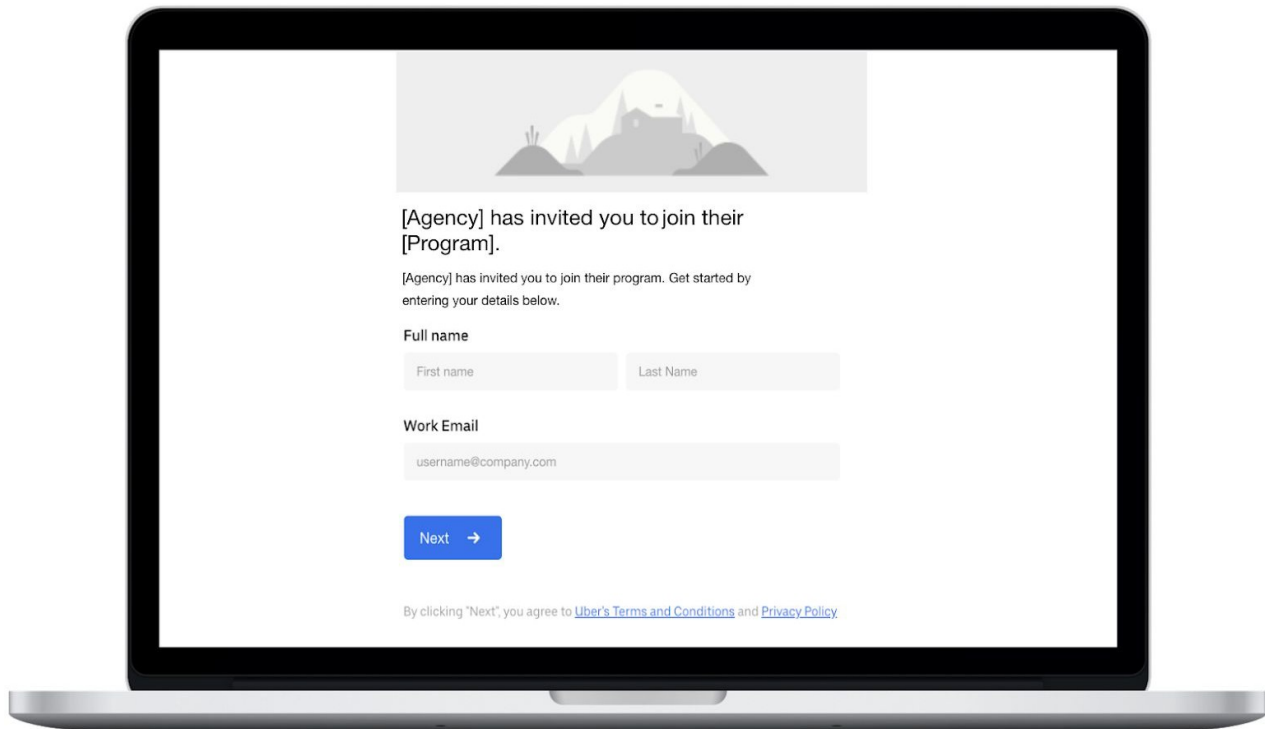 [Agency] has invited you to join their
[Program].
[Agency] has invited you to join their program. Get started by
entering your details below.
Full name
First name Last Name
Work Email
username@company.com
Next →
By clicking "Next", you agree to Uber's Terms and Conditions and Privacy Policy